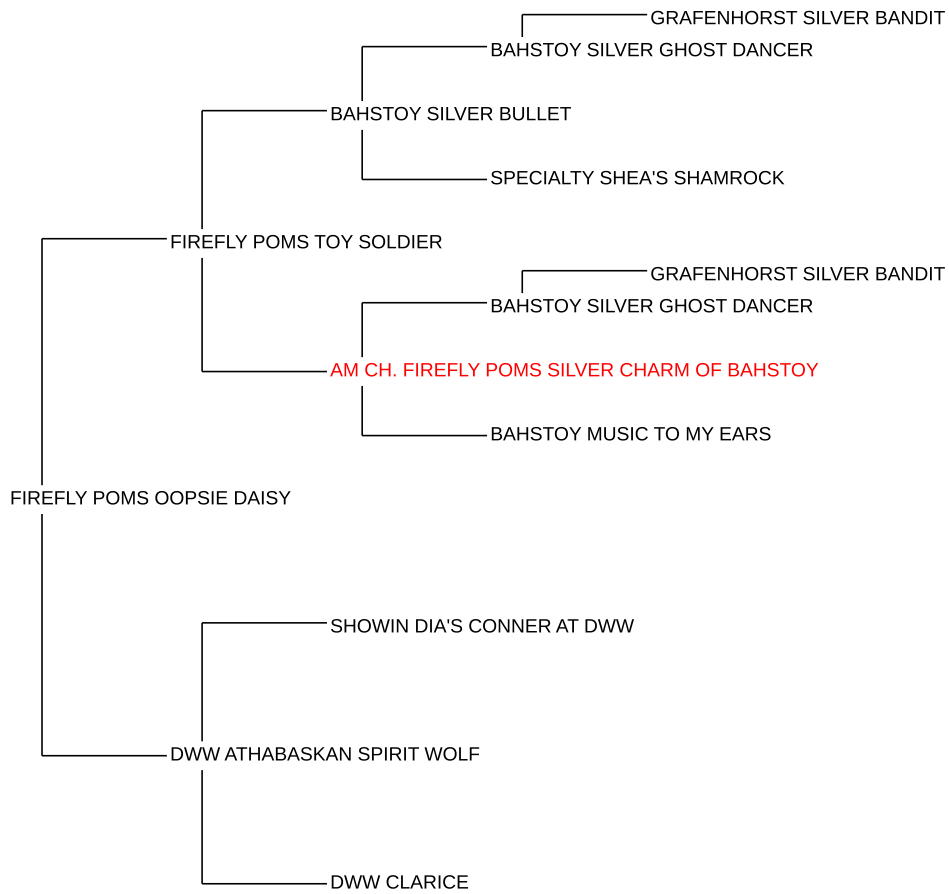 GRAFENHORST SILVER BANDIT
BAHSTOY SILVER GHOST DANCER
BAHSTOY SILVER BULLET
SPECIALTY SHEA'S SHAMROCK
FIREFLY POMS TOY SOLDIER
GRAFENHORST SILVER BANDIT
BAHSTOY SILVER GHOST DANCER
AM CH. FIREFLY POMS SILVER CHARM OF BAHSTOY
BAHSTOY MUSIC TO MY EARS
FIREFLY POMS OOPSIE DAISY
SHOWIN DIA'S CONNER AT DWW
DWW ATHABASKAN SPIRIT WOLF
DWW CLARICE